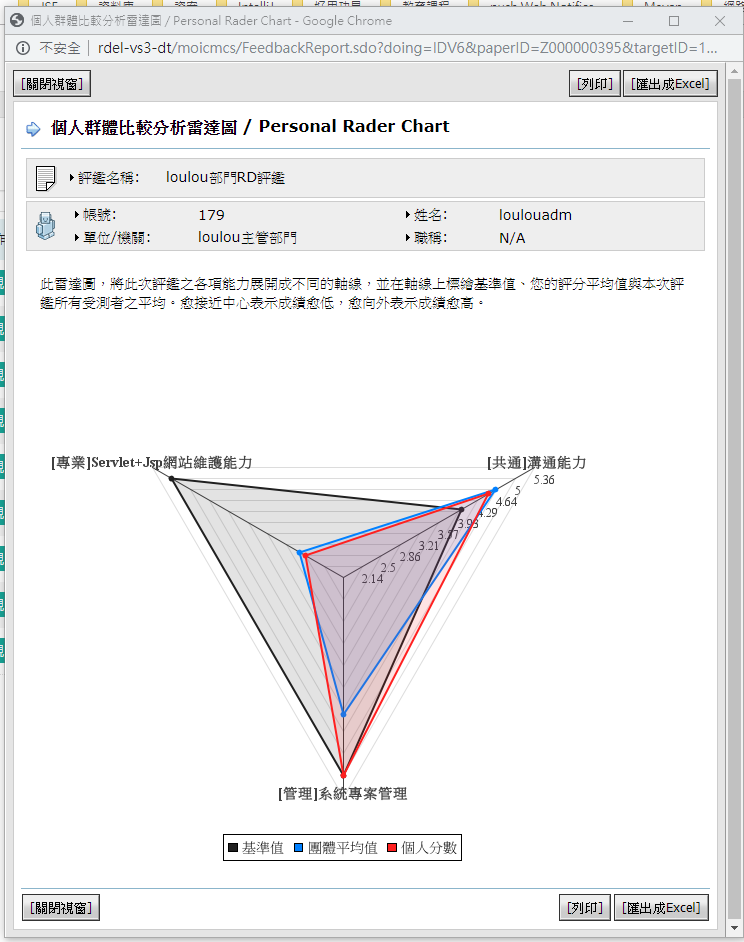 個人群體比較分析雷達圖 / Personal Rader Chart - Google Chrome
不安全 | rdel-vs3-dt/moicmcs/FeedbackReport.sdo?doing=IDV6&paperID=Z000000395&targetID=1...
[關閉視窗] [列印] [匯出成Excel]
個人群體比較分析雷達圖 / Personal Rader Chart
評鑑名稱: loulou部門RD評鑑
帳號: 179 姓名: loulouadm
單位/機關: loulou主管部門 職稱: N/A
此雷達圖，將此次評鑑之各項能力展開成不同的軸線，並在軸線上標繪基準值、您的評分平均值與本次評
鑑所有受測者之平均。愈接近中心表示成績愈低，愈向外表示成績愈高。
[專業]Servlet+Jsp網站維護能力 [共通]溝通能力
5.36
5
4.64
4.29
3.93
3.57
3.21
2.86
2.5
2.14
[管理]系統專案管理
基準值 團體平均值 個人分數
[關閉視窗] [列印] [匯出成Excel]